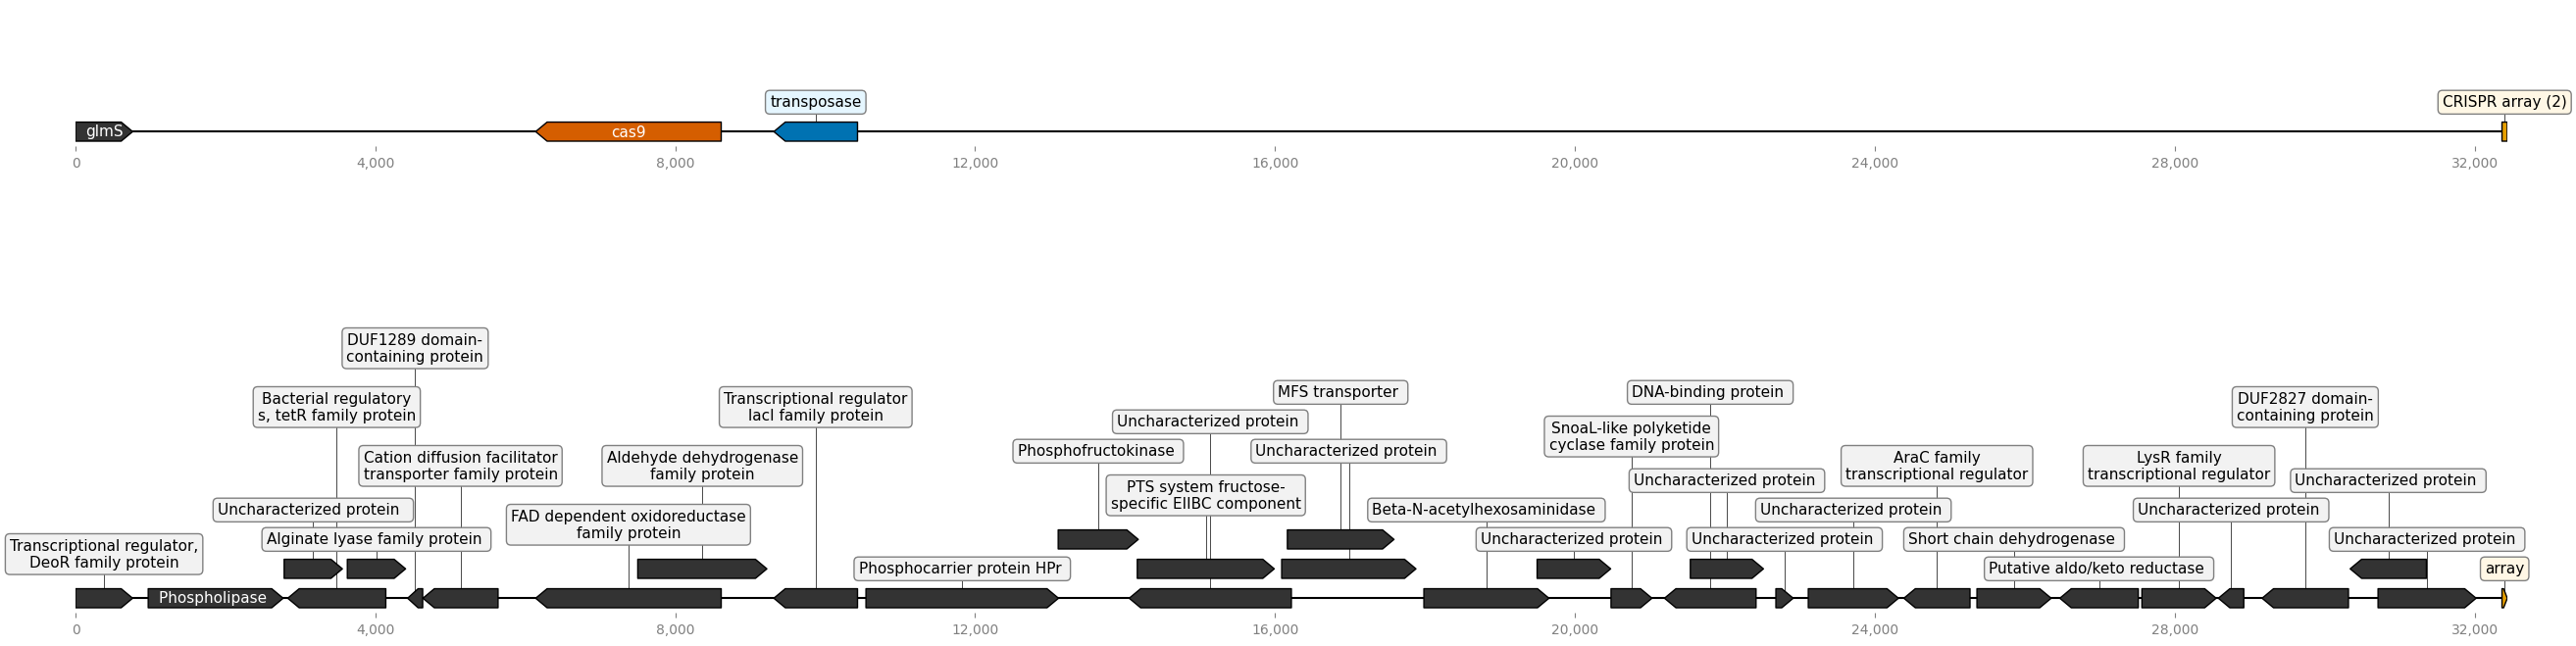 transposase
CRISPR array (2)
glmS
cas9
0
4,000
8,000
12,000
16,000
20,000
24,000
28,000
32,000
DUF1289 domain-
containing protein
Bacterial regulatory
s, tetR family protein
Transcriptional regulator
lacI family protein
MFS transporter
DNA-binding protein
DUF2827 domain-
containing protein
Uncharacterized protein
SnoaL-like polyketide
cyclase family protein
Cation diffusion facilitator
transporter family protein
Aldehyde dehydrogenase
family protein
Phosphofructokinase
Uncharacterized protein
AraC family
transcriptional regulator
LysR family
transcriptional regulator
PTS system fructose-
specific EIIBC component
Uncharacterized protein
Uncharacterized protein
Uncharacterized protein
FAD dependent oxidoreductase
family protein
Beta-N-acetylhexosaminidase
Uncharacterized protein
Uncharacterized protein
Transcriptional regulator,
DeoR family protein
Alginate lyase family protein
Uncharacterized protein
Uncharacterized protein
Short chain dehydrogenase
Uncharacterized protein
Phosphocarrier protein HPr
Putative aldo/keto reductase
array
Phospholipase
0
4,000
8,000
12,000
16,000
20,000
24,000
28,000
32,000